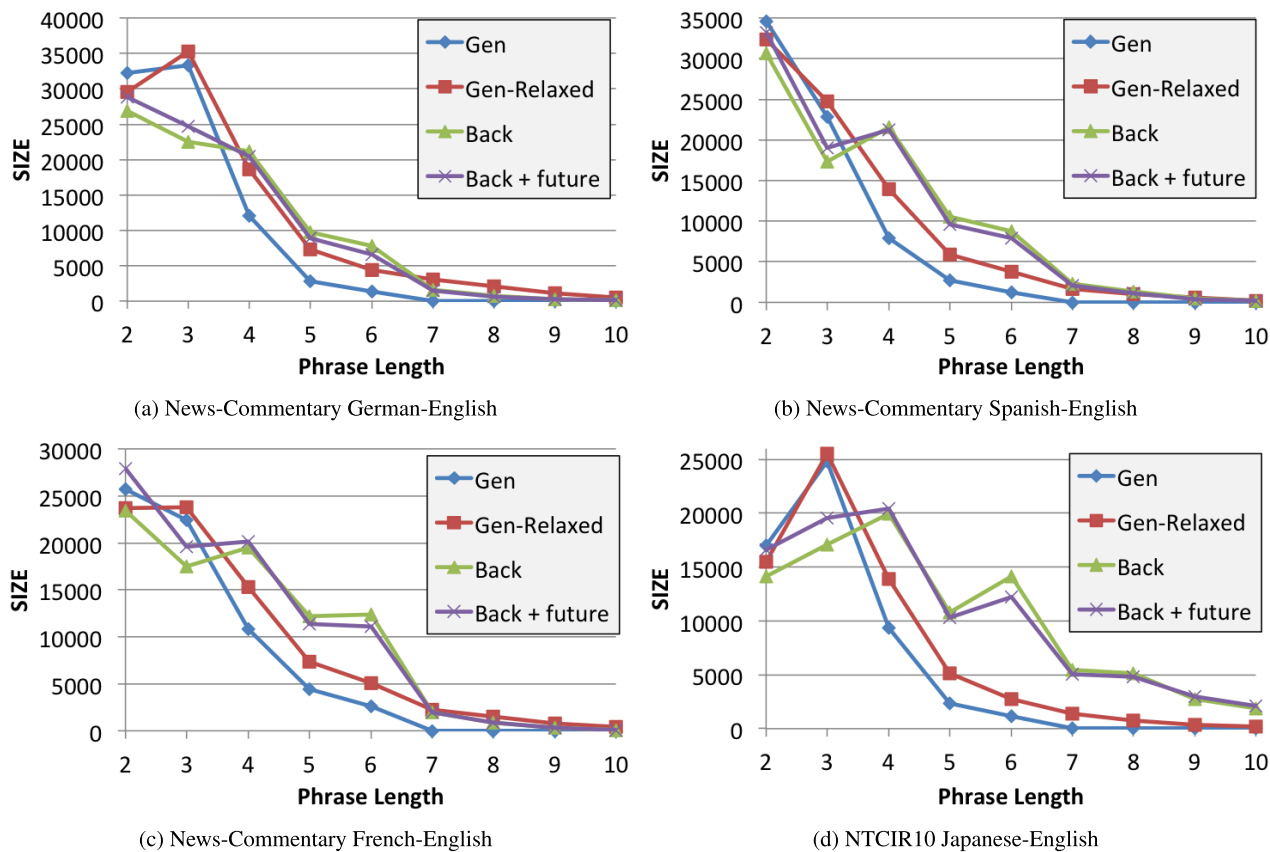 40000
35000
30000
25000
20000
15000
10000
5000
0
SIZE
2 3 4 5 6 7 8 9 10
Phrase Length
Gen
Gen-Relaxed
Back
Back + future
(a) News-Commentary German-English
35000
30000
25000
20000
15000
10000
5000
0
SIZE
2 3 4 5 6 7 8 9 10
Phrase Length
Gen
Gen-Relaxed
Back
Back + future
(b) News-Commentary Spanish-English
30000
25000
20000
15000
10000
5000
0
SIZE
2 3 4 5 6 7 8 9 10
Phrase Length
Gen
Gen-Relaxed
Back
Back + future
(c) News-Commentary French-English
25000
20000
15000
10000
5000
0
SIZE
2 3 4 5 6 7 8 9 10
Phrase Length
Gen
Gen-Relaxed
Back
Back + future
(d) NTCIR10 Japanese-English